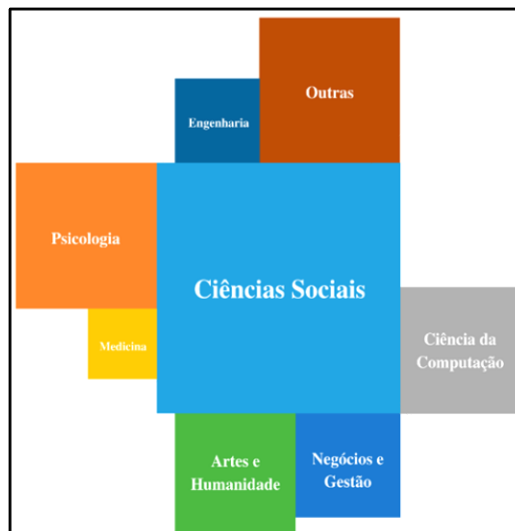 Outras
Engenharia
Psicologia
Ciências Sociais
Medicina
Ciência da
Computação
Artes e
Humanidade
Negócios e
Gestão